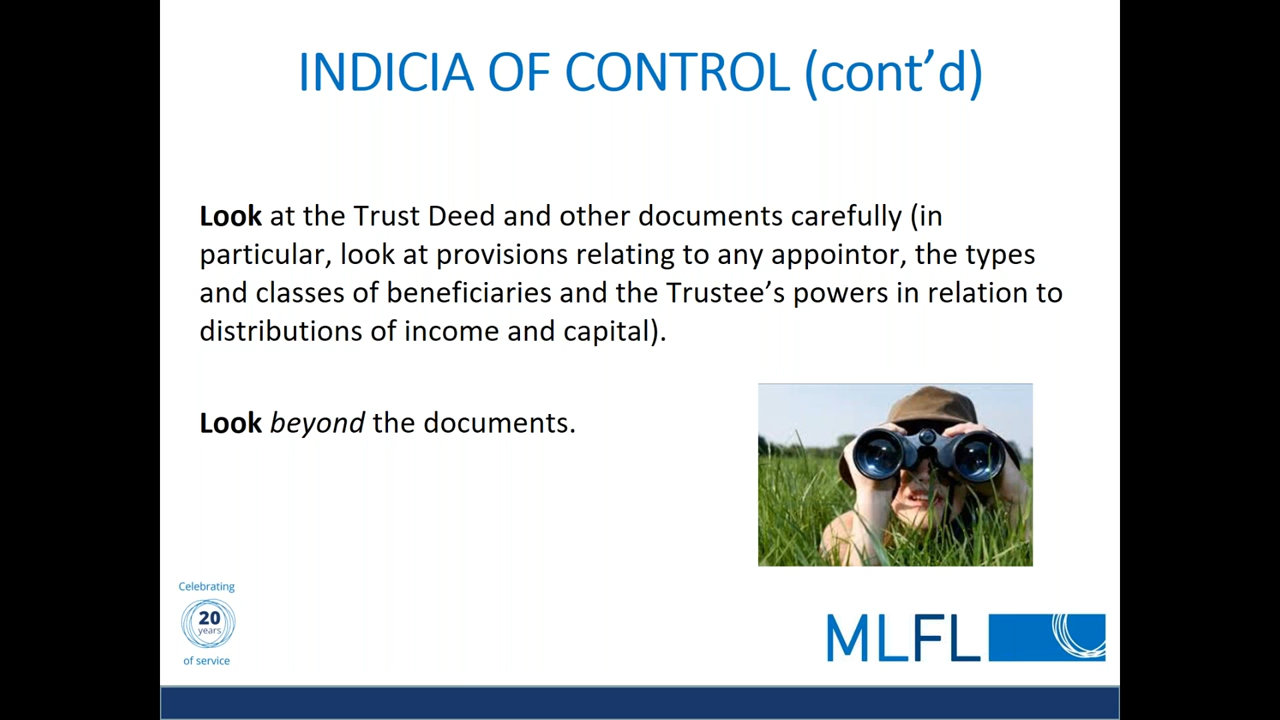 INDICIA OF CONTROL (cont’d)
Look at the Trust Deed and other documents carefully (in
particular, look at provisions relating to any appointor, the types
and classes of beneficiaries and the Trustee’s powers in relation to
distributions of income and capital).
Look beyond the documents.
Celebrating
20
years
of service
MLFL